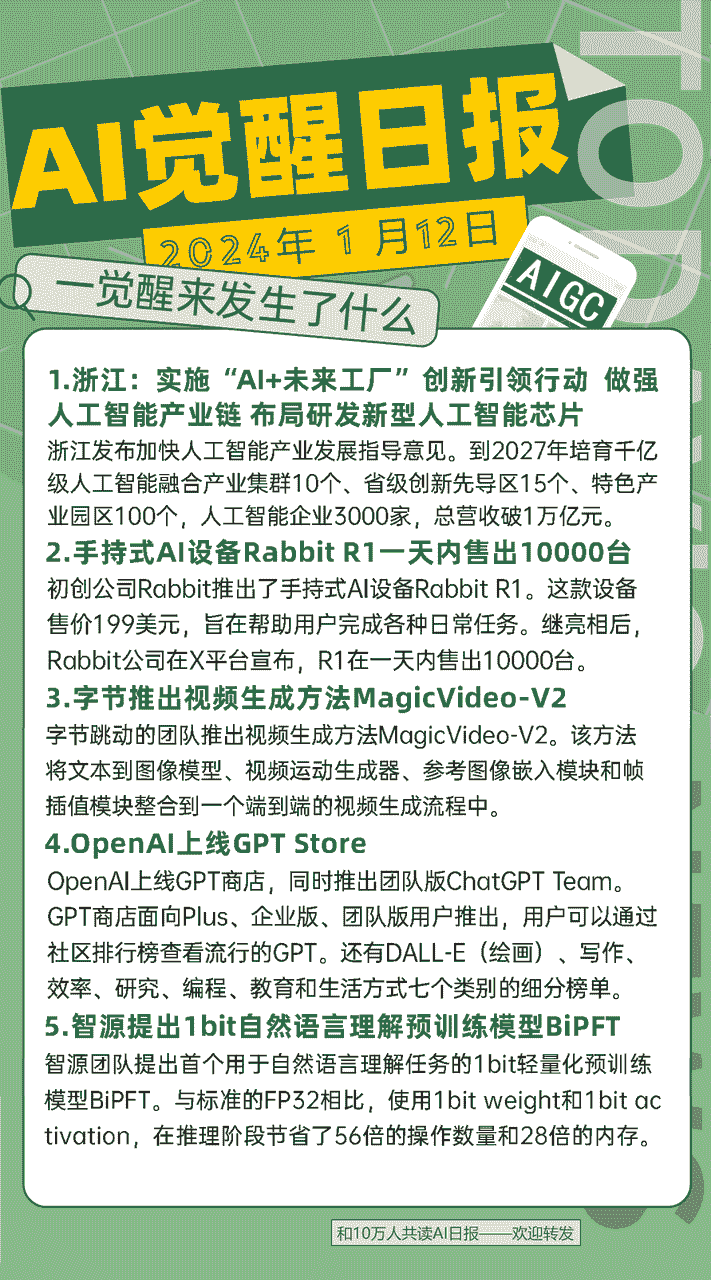 AI觉醒日报
2024年 1 月12日
一觉醒来发生了什么
AIGC
1.浙江：实施“AI+未来工厂”创新引领行动 做强
人工智能产业链 布局研发新型人工智能芯片
浙江发布加快人工智能产业发展指导意见。到2027年培育千亿
级人工智能融合产业集群10个、省级创新先导区15个、特色产
业园区100个，人工智能企业3000家，总营收破1万亿元。
2.手持式AI设备Rabbit R1一天内售出10000台
初创公司Rabbit推出了手持式AI设备Rabbit R1。这款设备
售价199美元，旨在帮助用户完成各种日常任务。继亮相后，
Rabbit公司在X平台宣布，R1在一天内售出10000台。
3.字节推出视频生成方法MagicVideo-V2
字节跳动的团队推出视频生成方法MagicVideo-V2。该方法
将文本到图像模型、视频运动生成器、参考图像嵌入模块和帧
插值模块整合到一个端到端的视频生成流程中。
4.OpenAI上线GPT Store
OpenAI上线GPT商店，同时推出团队版ChatGPT Team。
GPT商店面向Plus、企业版、团队版用户推出，用户可以通过
社区排行榜查看流行的GPT。还有DALL-E（绘画）、写作、
效率、研究、编程、教育和生活方式七个类别的细分榜单。
5.智源提出1bit自然语言理解预训练模型BiPFT
智源团队提出首个用于自然语言理解任务的1bit轻量化预训练
模型BiPFT。与标准的FP32相比，使用1bit weight和1bit ac
tivation，在推理阶段节省了56倍的操作数量和28倍的内存。
和10万人共读AI日报——欢迎转发